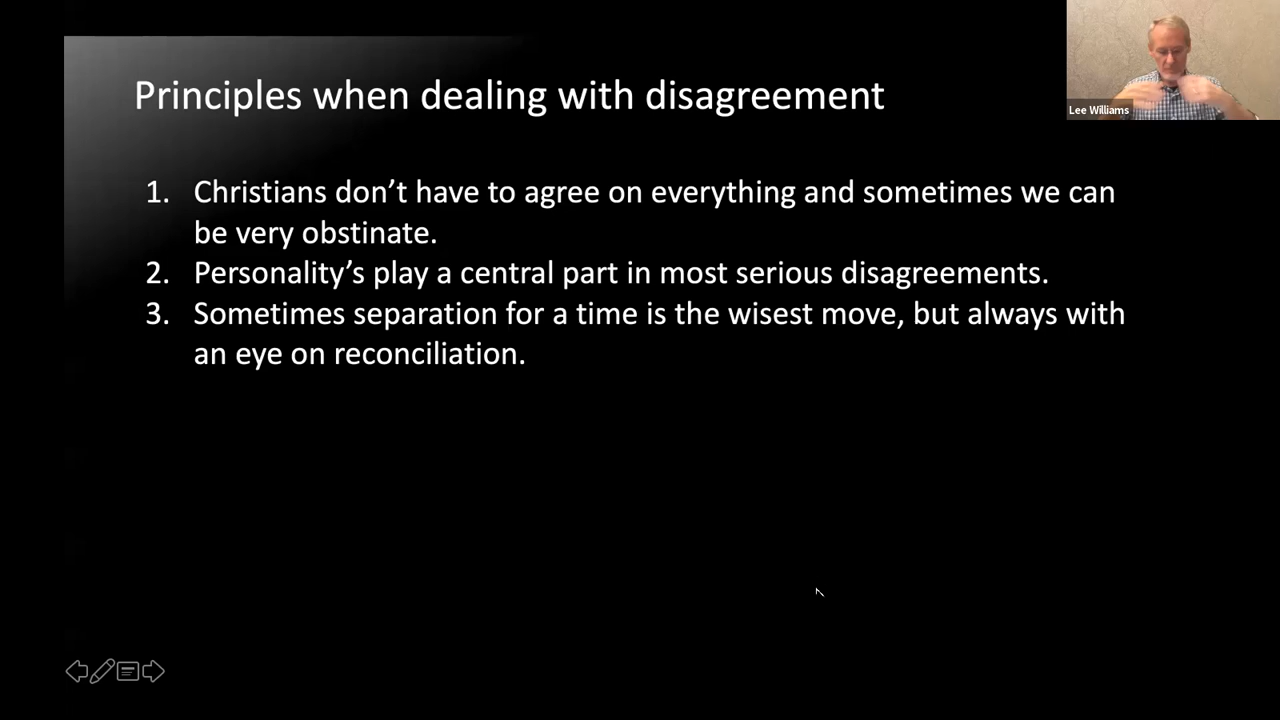 Principles when dealing with disagreement
Lee Williams
1. Christians don’t have to agree on everything and sometimes we can
be very obstinate.
2. Personality’s play a central part in most serious disagreements.
3. Sometimes separation for a time is the wisest move, but always with
an eye on reconciliation.